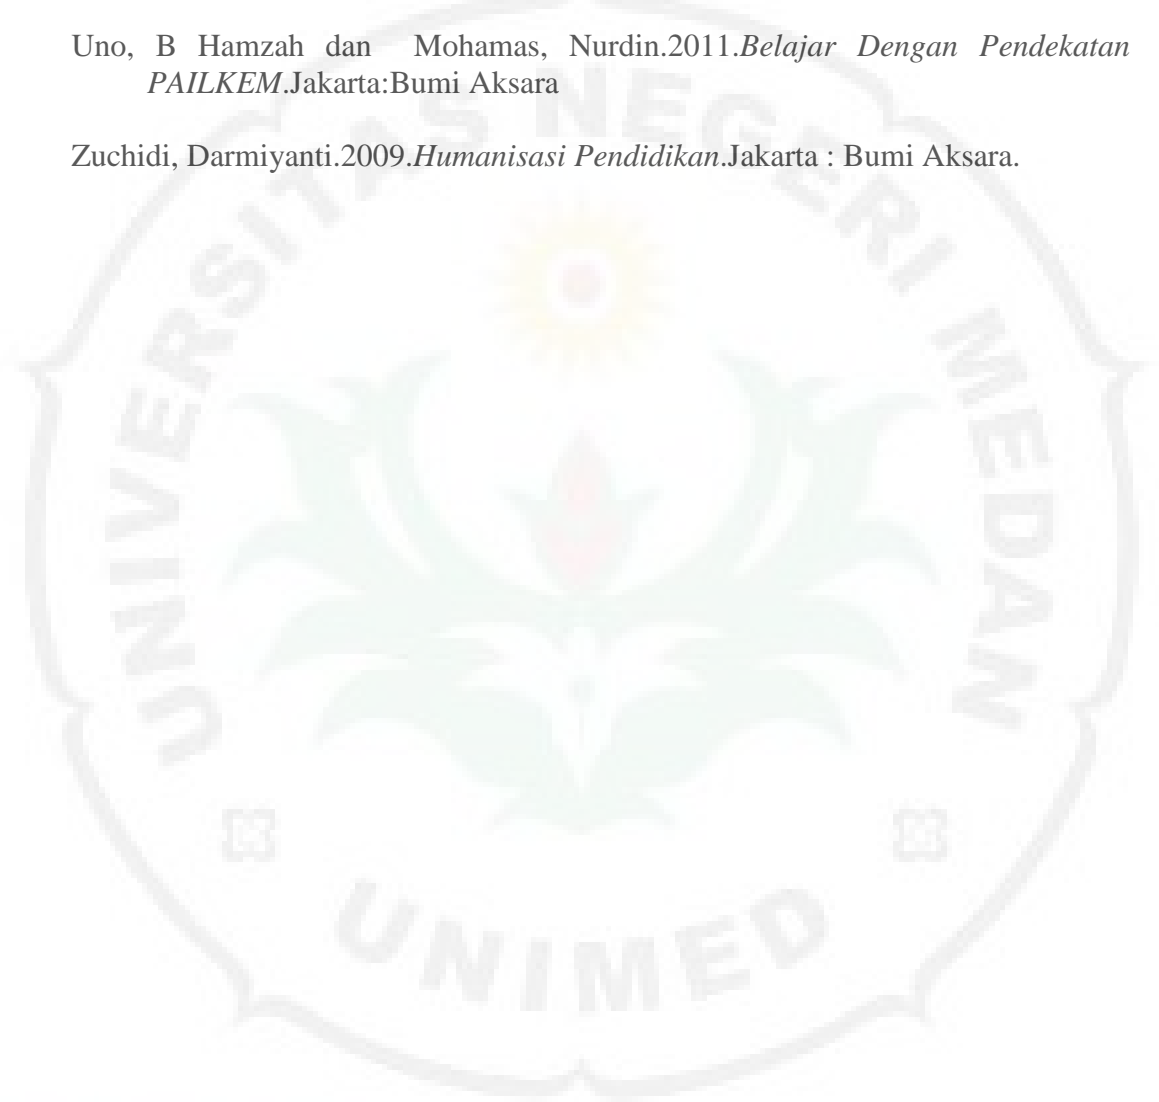 Uno, B Hamzah dan Mohamas, Nurdin.2011.Belajar Dengan Pendekatan
PAILKEM.Jakarta:Bumi Aksara
Zuchidi, Darmiyanti.2009.Humanisasi Pendidikan.Jakarta : Bumi Aksara.
UNIVERSITAS NEGERI MEDAN
UNIMED